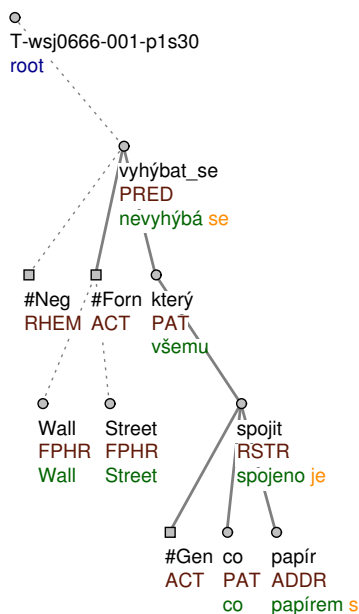 T-wsj0666-001-p1s30
root
vyhýbat_se
PRED
nevyhýbá se
#Neg #Forn který
RHEM ACT PAT
všemu
Wall Street spojit
FPHR FPHR RSTR
Wall Street spojeno je
#Gen co papír
ACT PAT ADDR
co papírem s